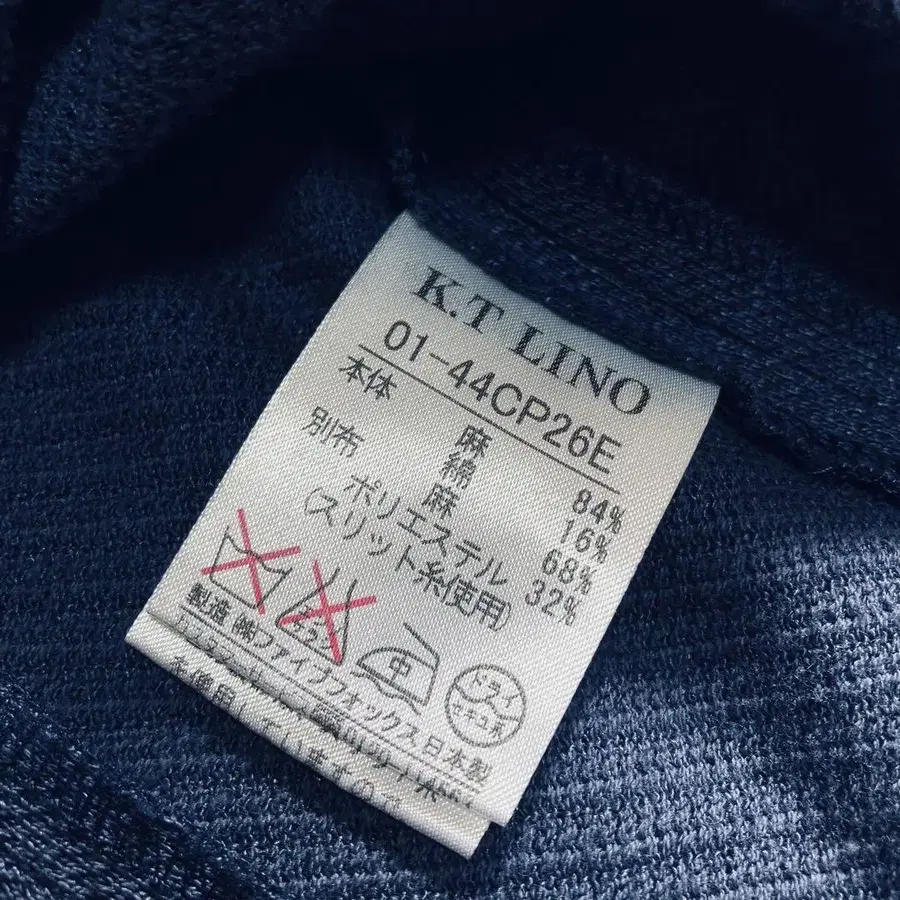 K.T LINO
01-44CP26E
本体 麻 84%
綿 16%
別布 麻 68%
ポリエステル 32%
(スリット糸使用)
中
ドライ
製造 ㈱ファイブフォックス 日本製